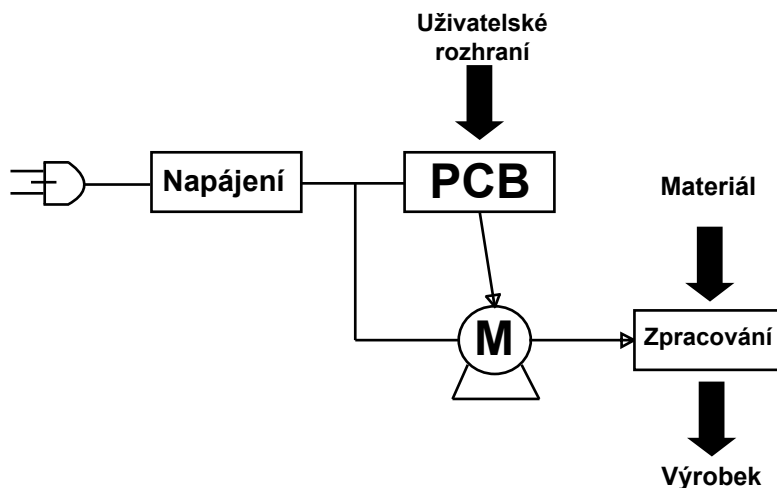 Uživatelské
rozhraní
Napájení
PCB
Materiál
M
Zpracování
Výrobek